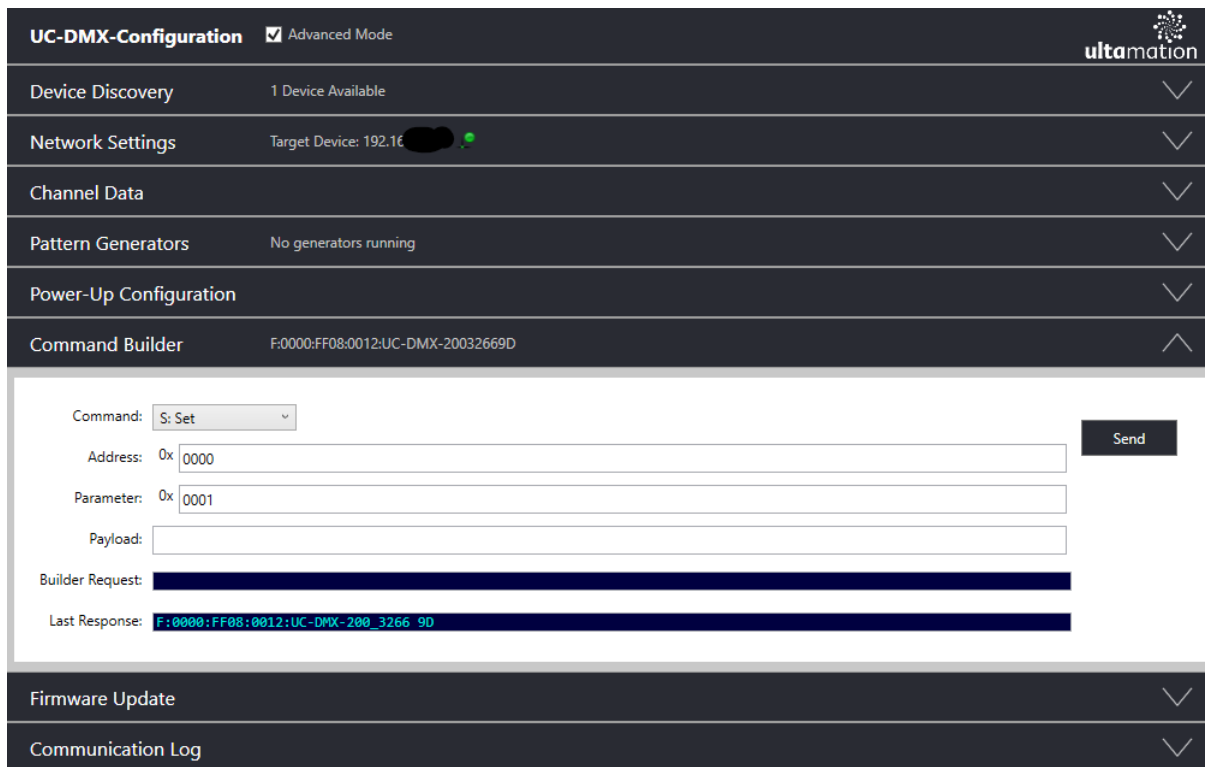 UC-DMX-Configuration Advanced Mode
ultamation
Device Discovery 1 Device Available
Network Settings Target Device: 192.16
Channel Data
Pattern Generators No generators running
Power-Up Configuration
Command Builder F:0000:FF08:0012:UC-DMX-20032669D
Command: S: Set
Send
Address: 0x 0000
Parameter: 0x 0001
Payload:
Builder Request:
Last Response: F:0000:FF08:0012:UC-DMX-200_3266 9D
Firmware Update
Communication Log